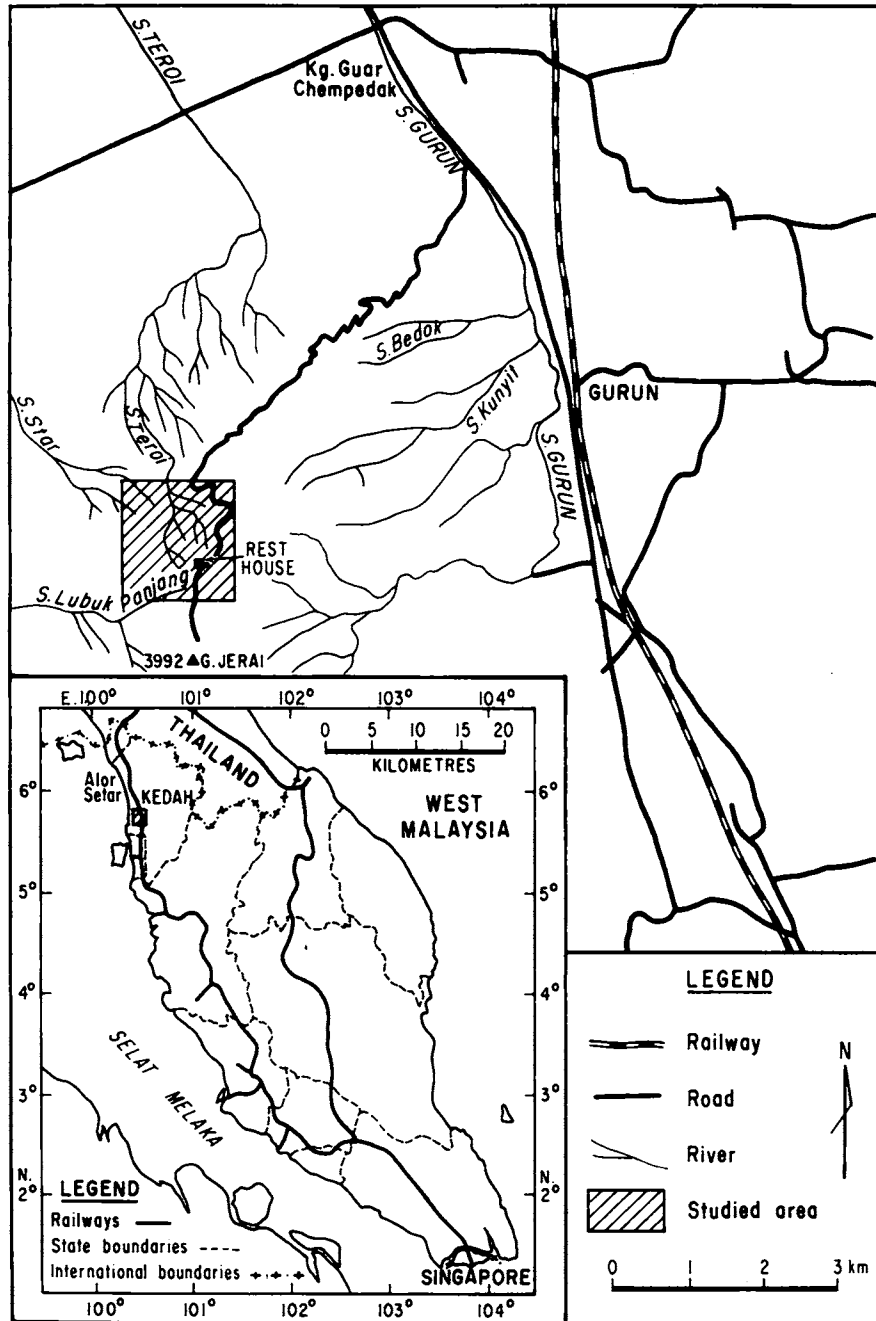 S. TEROI
Kg. Guar
Chempedak
S. GURUN
S. Bedok
S. Kunyit
GURUN
S. GURUN
S. Star
S. Teroi
REST
HOUSE
S. Lubuk Panjang
3992 ▲ G. JERAI
E. 100° 101° 102° 103° 104°
THAILAND
0 5 10 15 20
KILOMETRES
WEST
MALAYSIA
Alor
Setar
KEDAH
6° 6°
5° 5°
4° 4°
3° 3°
N. N.
2° 2°
SELAT
MELAKA
LEGEND
Railways
State boundaries
International boundaries
SINGAPORE
100° 101° 102° 103° 104°
LEGEND
Railway
Road
River
Studied area
N
0 1 2 3 km